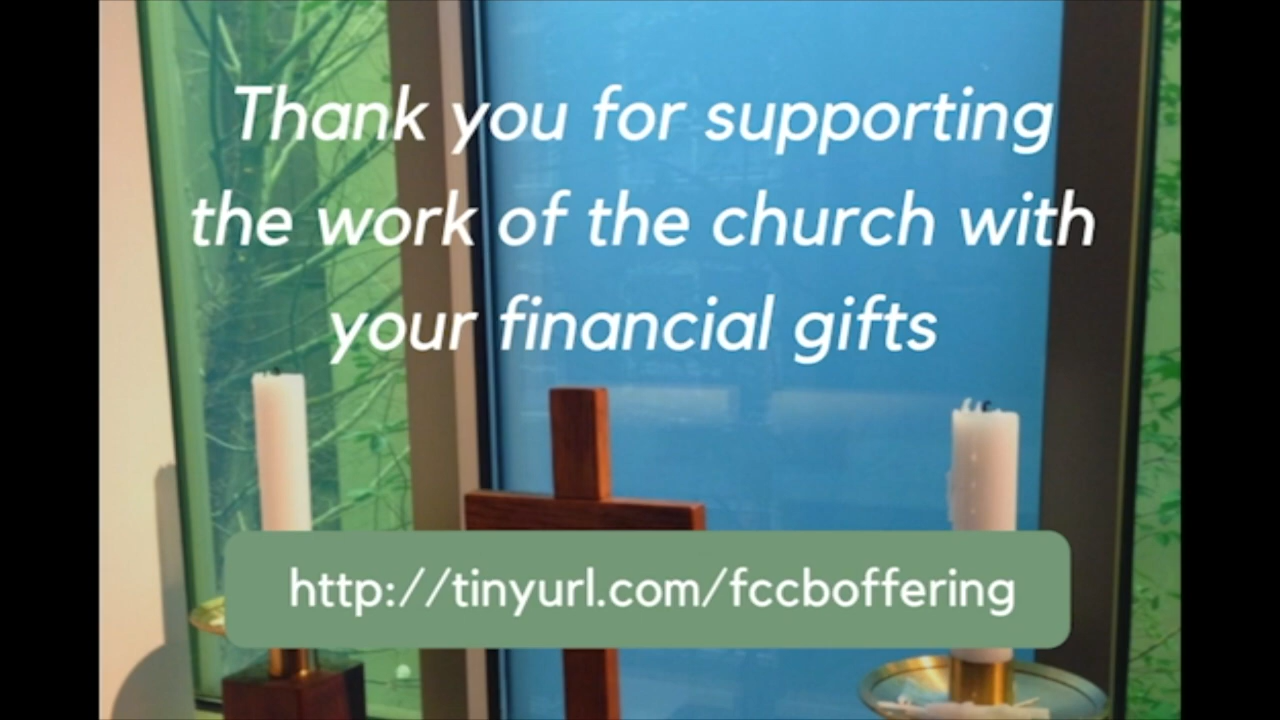 Thank you for supporting
the work of the church with
your financial gifts
http://tinyurl.com/fccboffering